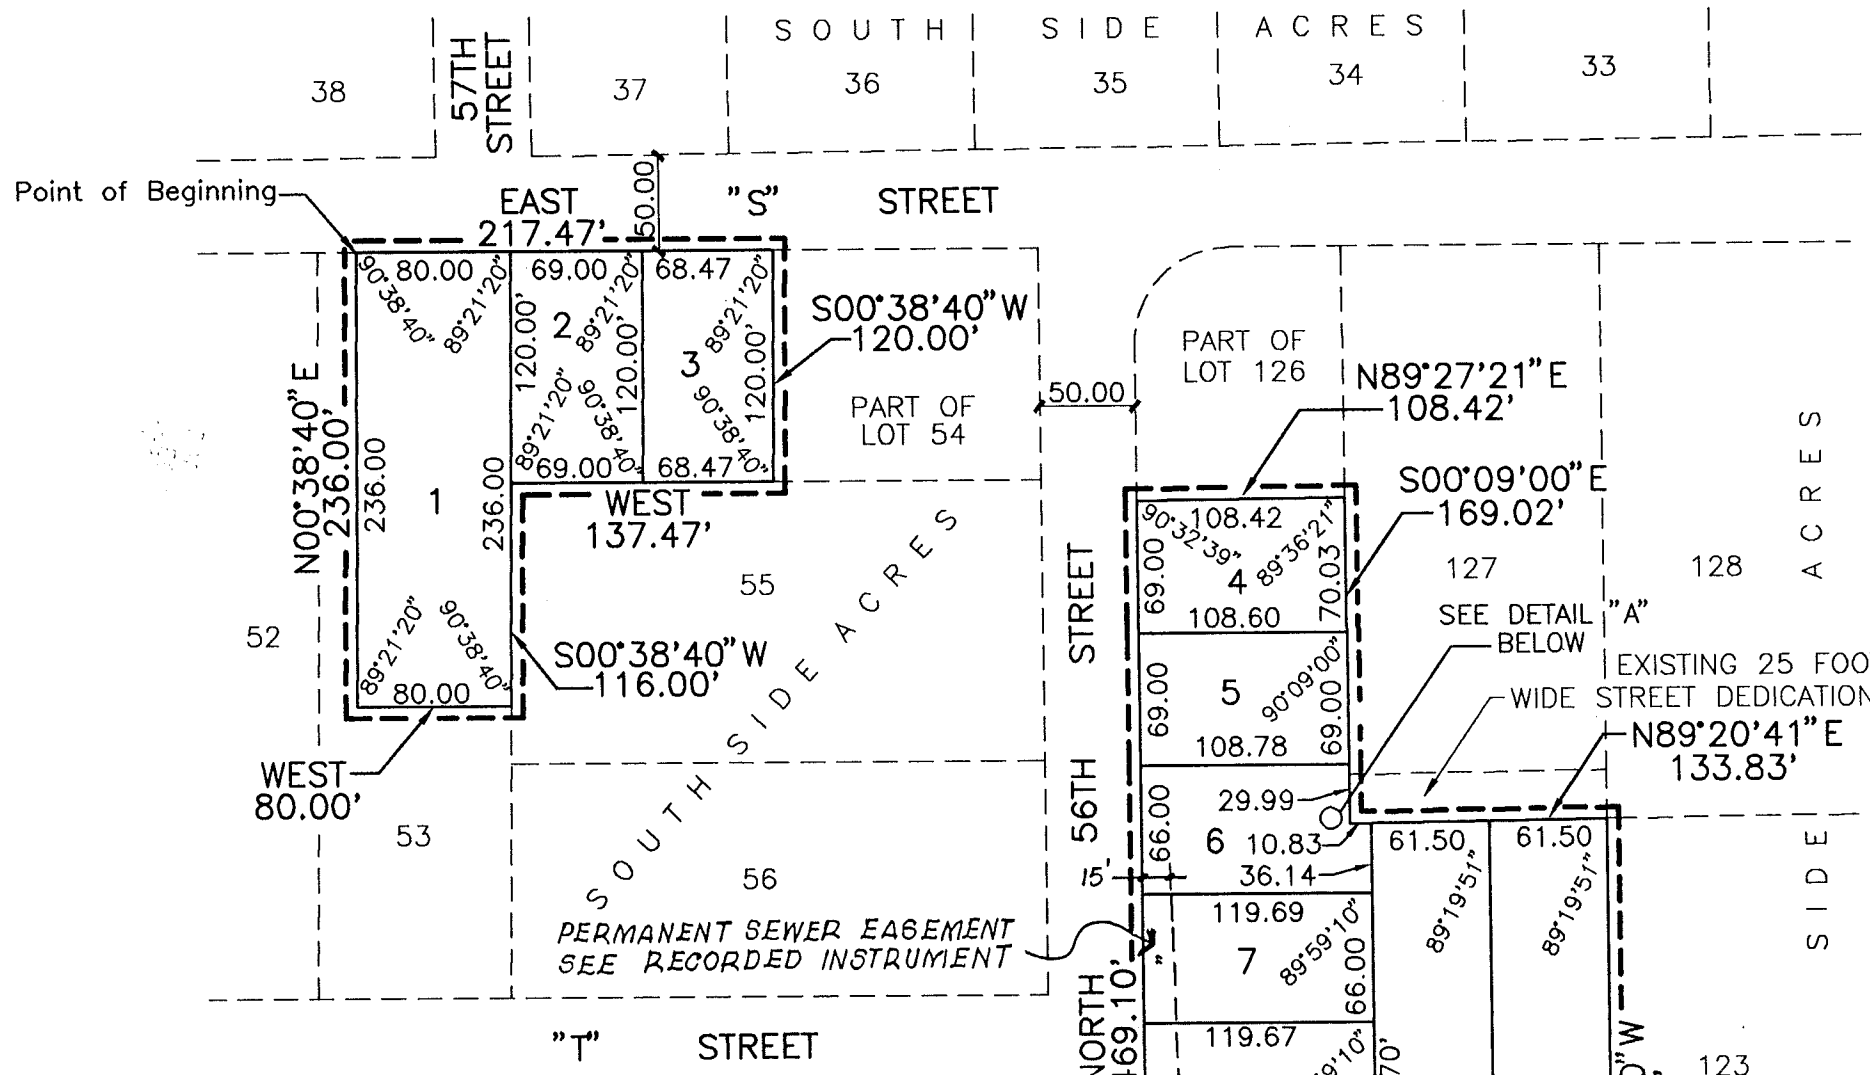 SOUTH SIDE ACRES
38
57TH
STREET
37
36
35
34
33
Point of Beginning
EAST
217.47'
50.00
"S" STREET
80.00
69.00
68.47
90°38'40"
89°21'20"
89°21'20"
89°21'20"
120.00'
2
120.00'
3
120.00'
S00°38'40"W
120.00'
89°21'20"
90°38'40"
90°38'40"
69.00
68.47
N00°38'40"E
236.00'
236.00
1
236.00
WEST
137.47'
PART OF
LOT 54
50.00
PART OF
LOT 126
N89°27'21"E
108.42'
S00°09'00"E
169.02'
108.42
90°32'39"
89°36'21"
69.00
4
70.03
108.60
127
128
ACRES
52
89°21'20"
90°38'40"
80.00
S00°38'40"W
116.00'
55
SOUTH SIDE ACRES
STREET
69.00
5
90°09'00"
69.00
108.78
SEE DETAIL "A"
BELOW
EXISTING 25 FOO
WIDE STREET DEDICATION
N89°20'41"E
133.83'
WEST
80.00'
53
56
56TH
66.00
29.99
6
10.83
36.14
15'
61.50
61.50
89°19'51"
89°19'51"
SIDE
PERMANENT SEWER EASEMENT
SEE RECORDED INSTRUMENT
119.69
7
89°59'10"
66.00
NORTH
469.10'
119.67
9'10"
70'
0"W
123
"T" STREET